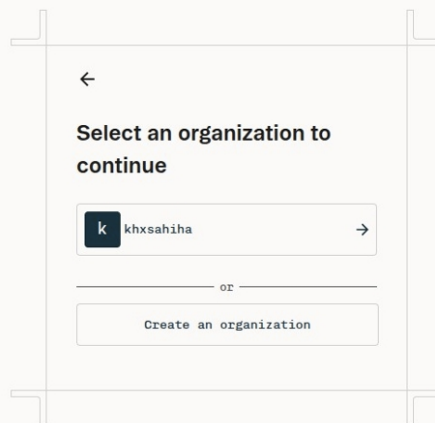 Select an organization to
continue
k khxsahiha
or
Create an organization